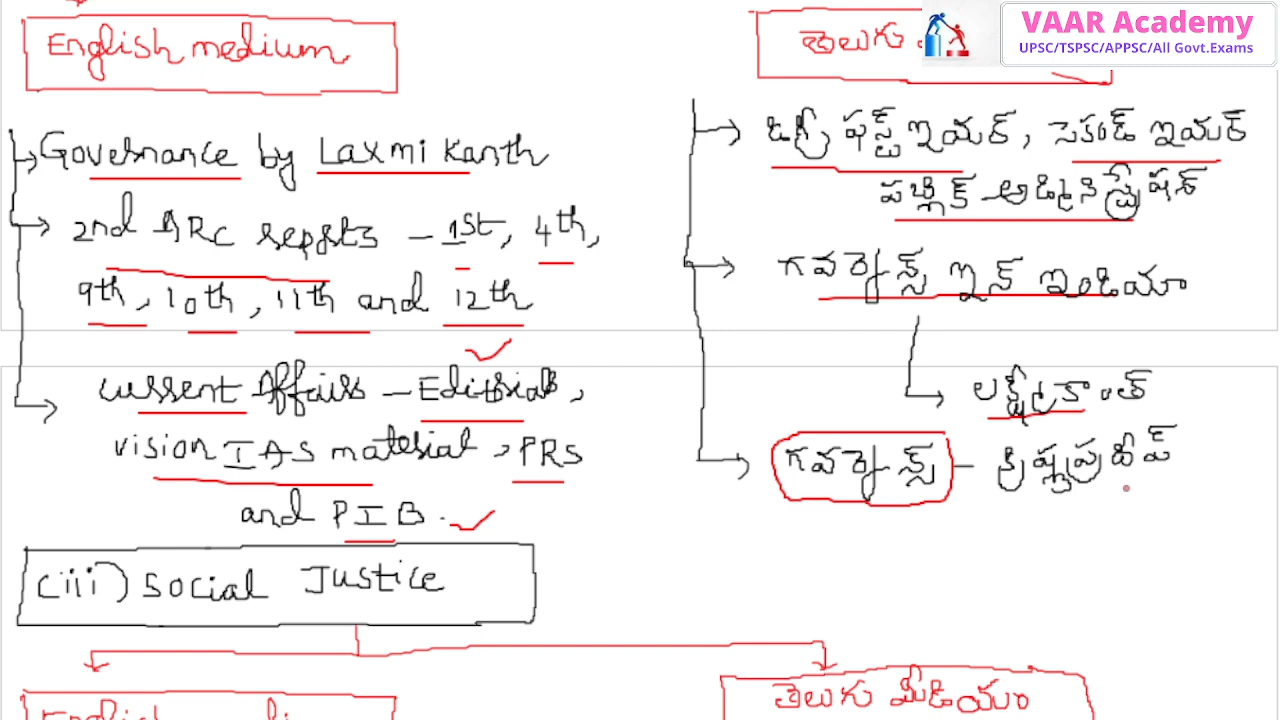 VAAR Academy
UPSC/TSPSC/APPSC/All Govt.Exams
English medium
Governance by Laxmi Kanth
2nd ARC reports - 1st, 4th,
9th, 10th, 11th and 12th
current Affairs - Editorials,
vision IAS material, PRS
and PIB.
తెలుగు
డిగ్రీ ఫస్ట్ ఇయర్, సెకండ్ ఇయర్
పబ్లిక్ అడ్మినిస్ట్రేషన్
గవర్నెన్స్ ఇన్ ఇండియా
లక్ష్మీకాంత్
గవర్నెన్స్ - క్రిష్ణప్రదీప్
(iii) Social Justice
English
తెలుగు మీడియం